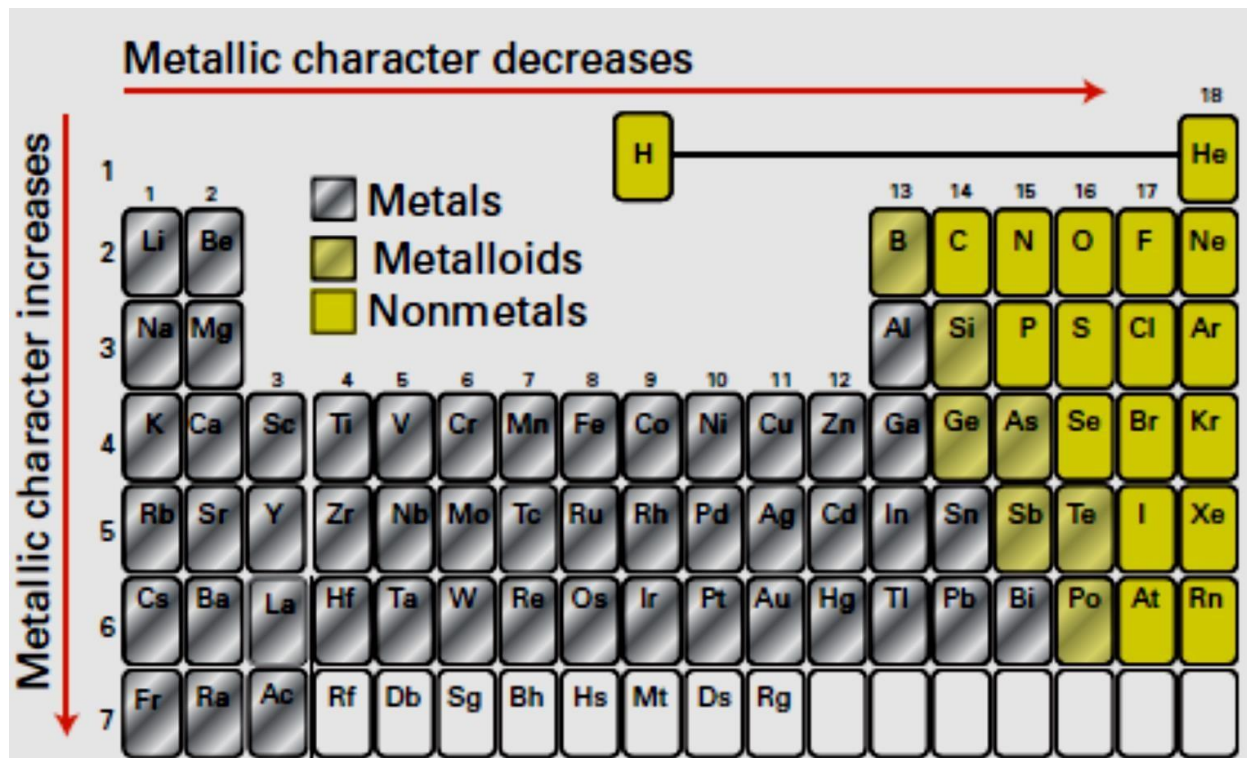 Metallic character decreases
Metallic character increases
18
1 H He
1 2 13 14 15 16 17
Metals
Metalloids
Nonmetals
2 Li Be B C N O F Ne
3 Na Mg Al Si P S Cl Ar
3 4 5 6 7 8 9 10 11 12
4 K Ca Sc Ti V Cr Mn Fe Co Ni Cu Zn Ga Ge As Se Br Kr
5 Rb Sr Y Zr Nb Mo Tc Ru Rh Pd Ag Cd In Sn Sb Te I Xe
6 Cs Ba La Hf Ta W Re Os Ir Pt Au Hg Tl Pb Bi Po At Rn
7 Fr Ra Ac Rf Db Sg Bh Hs Mt Ds Rg